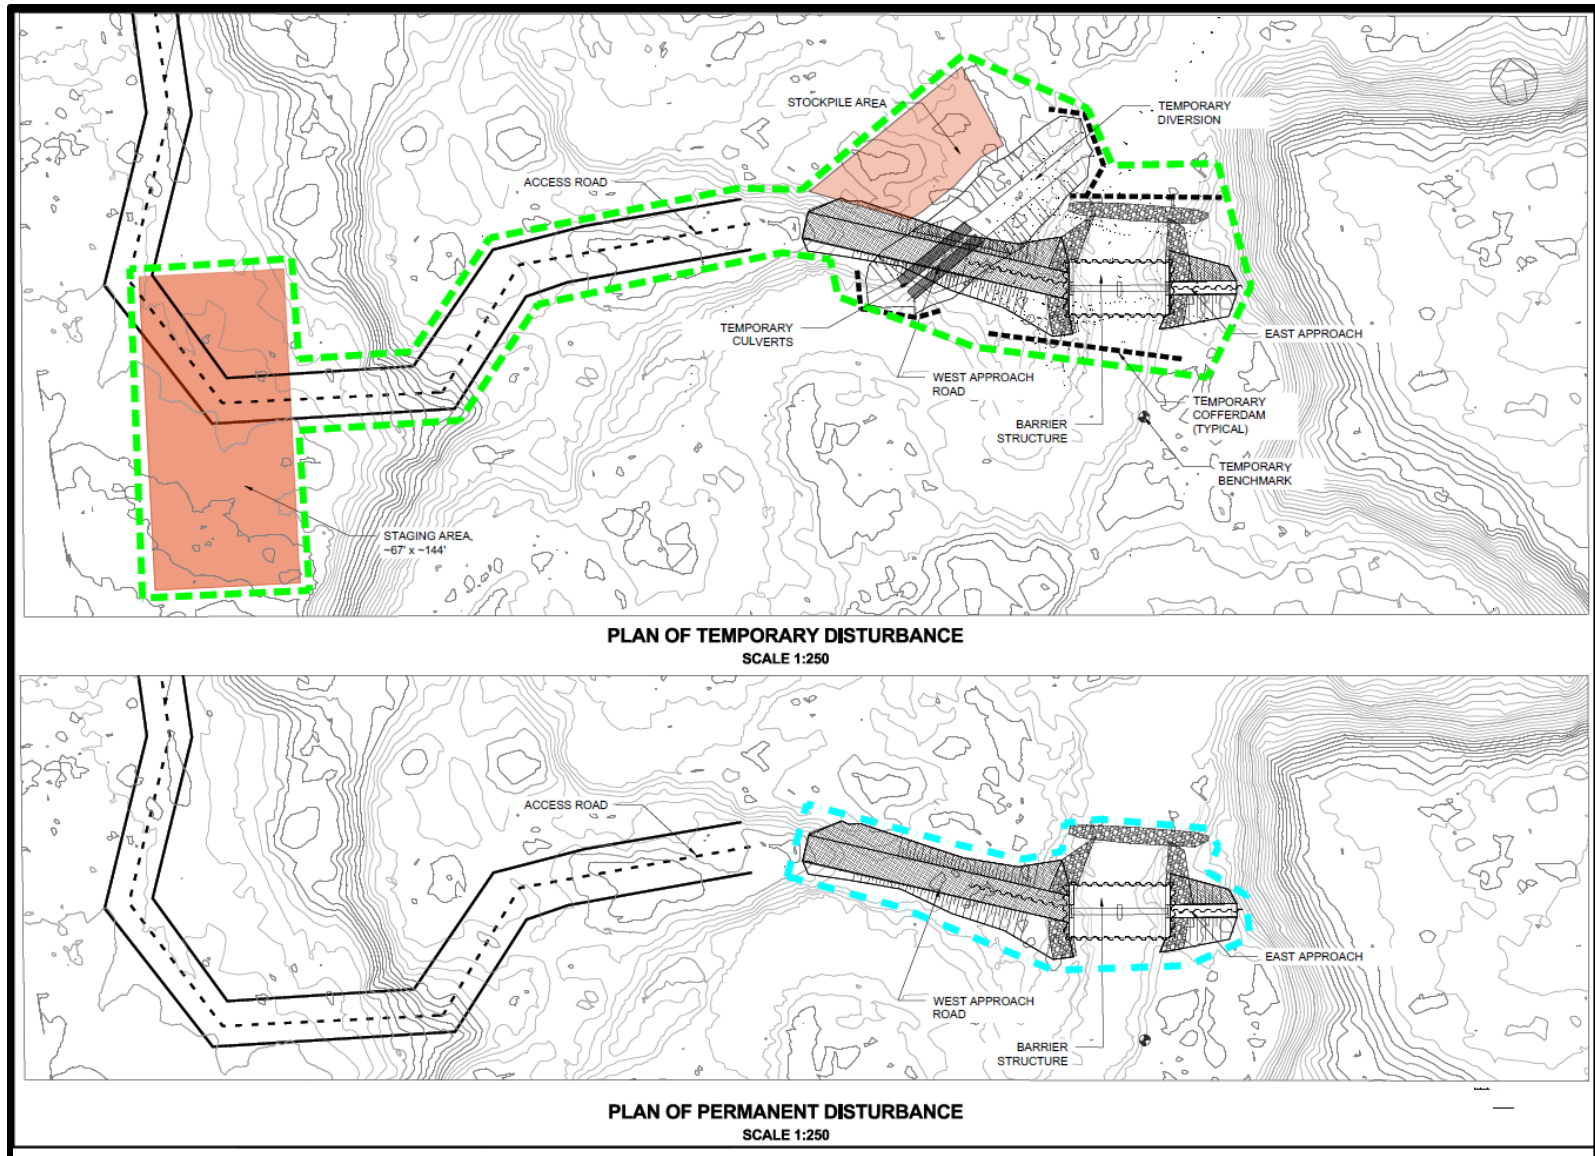 STOCKPILE AREA
TEMPORARY
DIVERSION
ACCESS ROAD
TEMPORARY
CULVERTS
EAST APPROACH
WEST APPROACH
ROAD
TEMPORARY
COFFERDAM
(TYPICAL)
BARRIER
STRUCTURE
TEMPORARY
BENCHMARK
STAGING AREA,
~67' x ~144'
PLAN OF TEMPORARY DISTURBANCE
SCALE 1:250
ACCESS ROAD
EAST APPROACH
WEST APPROACH
ROAD
BARRIER
STRUCTURE
PLAN OF PERMANENT DISTURBANCE
SCALE 1:250